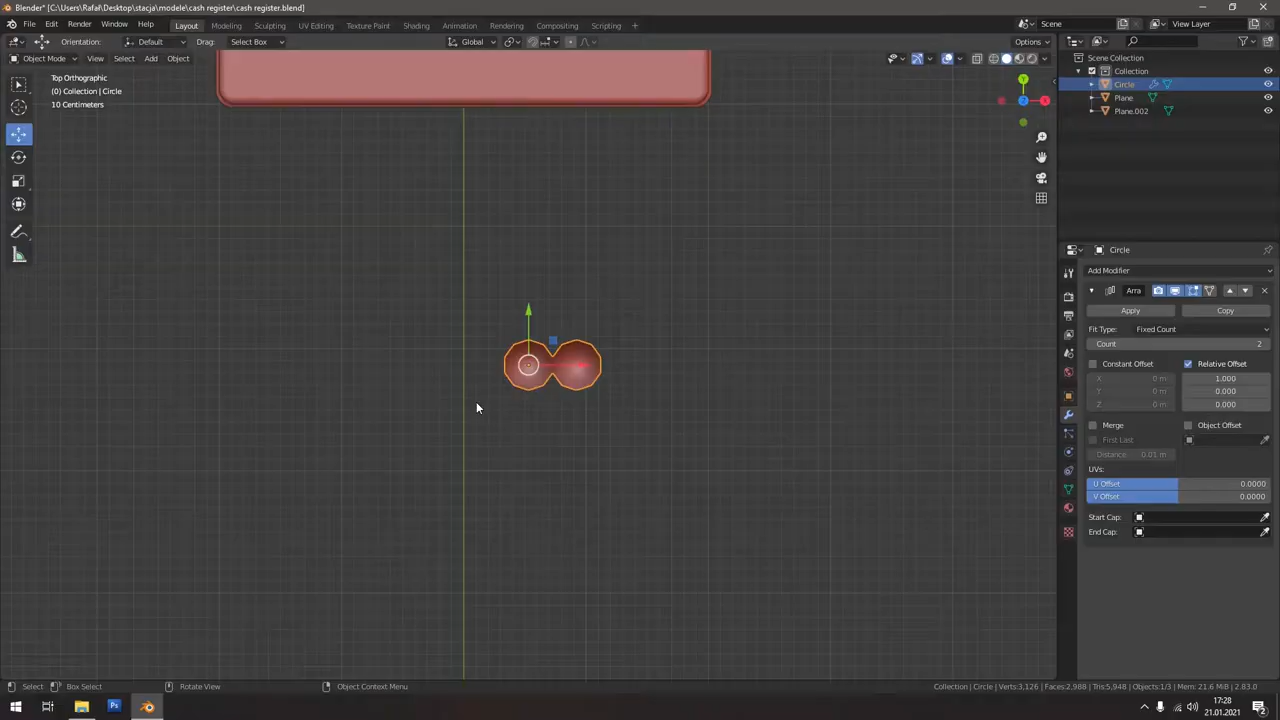 Blender* [C:\Users\Rafał\Desktop\stacja\modele\cash register\cash register.blend]
File Edit Render Window Help Layout Modeling Sculpting UV Editing Texture Paint Shading Animation Rendering Compositing Scripting Scene View Layer
Orientation: Default Drag: Select Box Global Options
Object Mode View Select Add Object
Top Orthographic
(0) Collection | Circle
10 Centimeters
Scene Collection
Collection
Circle
Plane
Plane.002
Y
X
Z
Circle
Add Modifier
Arra
Apply Copy
Fit Type: Fixed Count
Count 2
Constant Offset Relative Offset
X 0 m 1.000
Y 0 m 0.000
Z 0 m 0.000
Merge Object Offset
First Last
Distance 0.01 m
UVs:
U Offset 0.0000
V Offset 0.0000
Start Cap:
End Cap:
Select Box Select Rotate View Object Context Menu Collection | Circle | Verts:3,126 | Faces:2,988 | Tris:5,948 | Objects:1/3 | Mem: 21.6 MiB | 2.83.0
Ps
17:28
21.01.2021
2